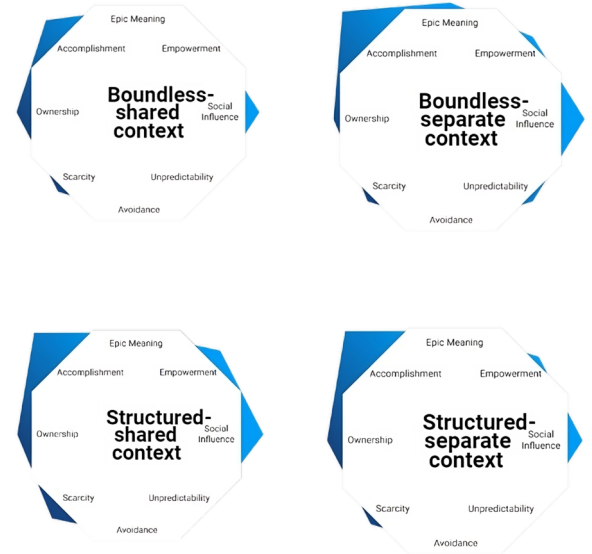 Epic Meaning
Accomplishment Empowerment
Boundless-
shared
context
Ownership
Social
Influence
Scarcity Unpredictability
Avoidance
Epic Meaning
Accomplishment Empowerment
Boundless-
separate
context
Ownership
Social
Influence
Scarcity Unpredictability
Avoidance
Epic Meaning
Accomplishment Empowerment
Structured-
shared
context
Ownership
Social
Influence
Scarcity Unpredictability
Avoidance
Epic Meaning
Accomplishment Empowerment
Structured-
separate
context
Ownership
Social
Influence
Scarcity Unpredictability
Avoidance